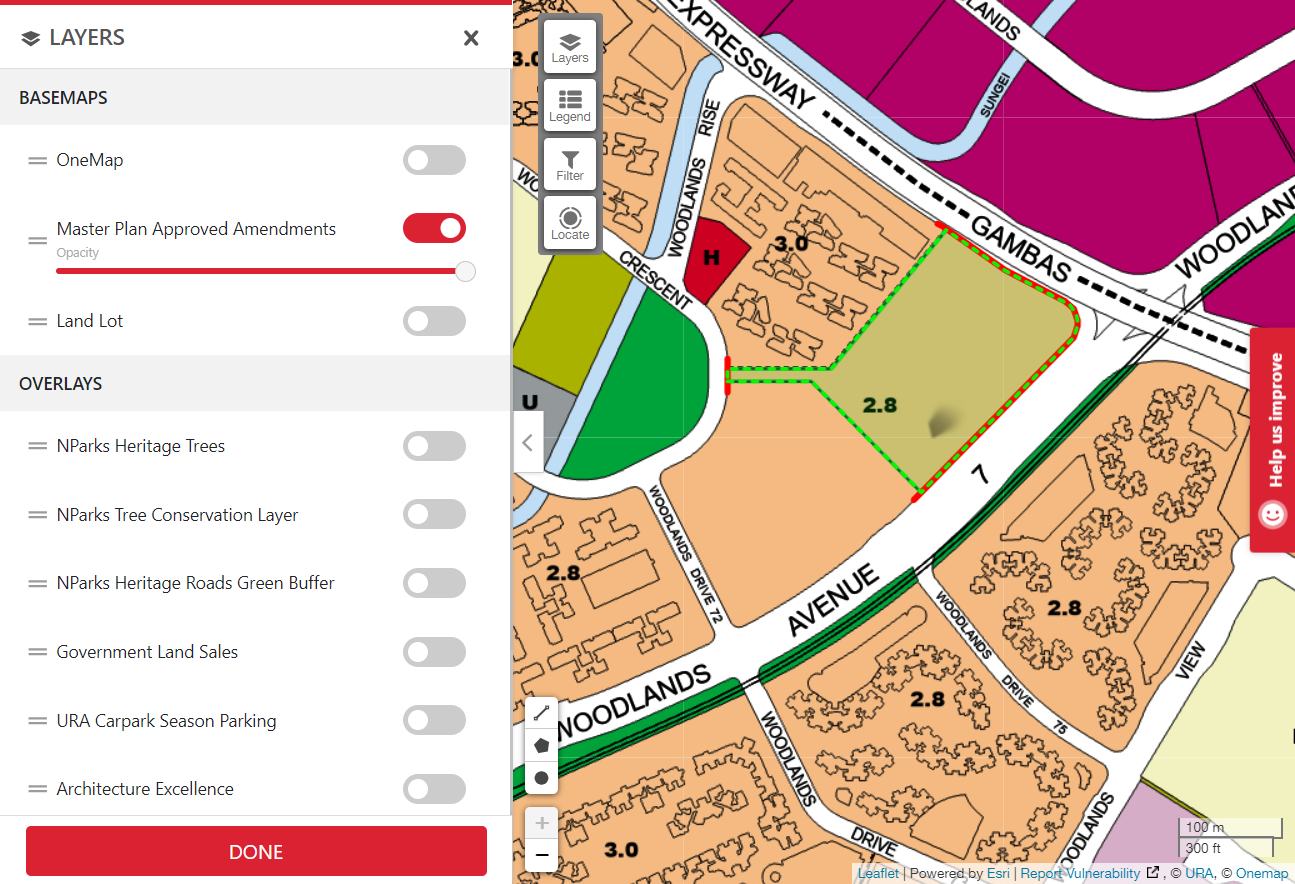 LAYERS
BASEMAPS
OneMap
Master Plan Approved Amendments
Opacity
Land Lot
OVERLAYS
NParks Heritage Trees
NParks Tree Conservation Layer
NParks Heritage Roads Green Buffer
Government Land Sales
URA Carpark Season Parking
Architecture Excellence
DONE
Layers
Legend
Filter
Locate
EXPRESSWAY
LANDS
SUNGEI
GAMBAS
WOODLAN
3.0
WOODLANDS RISE
H
3.0
CRESCENT
WO
U
2.8
7
AVENUE
WOODLANDS
WOODLANDS DRIVE 72
2.8
2.8
WOODLANDS DRIVE 75
VIEW
2.8
WOODLANDS
DRIVE
WOODLANDS
3.0
Help us improve
+
−
100 m
300 ft
Leaflet | Powered by Esri | Report Vulnerability , © URA, © Onemap